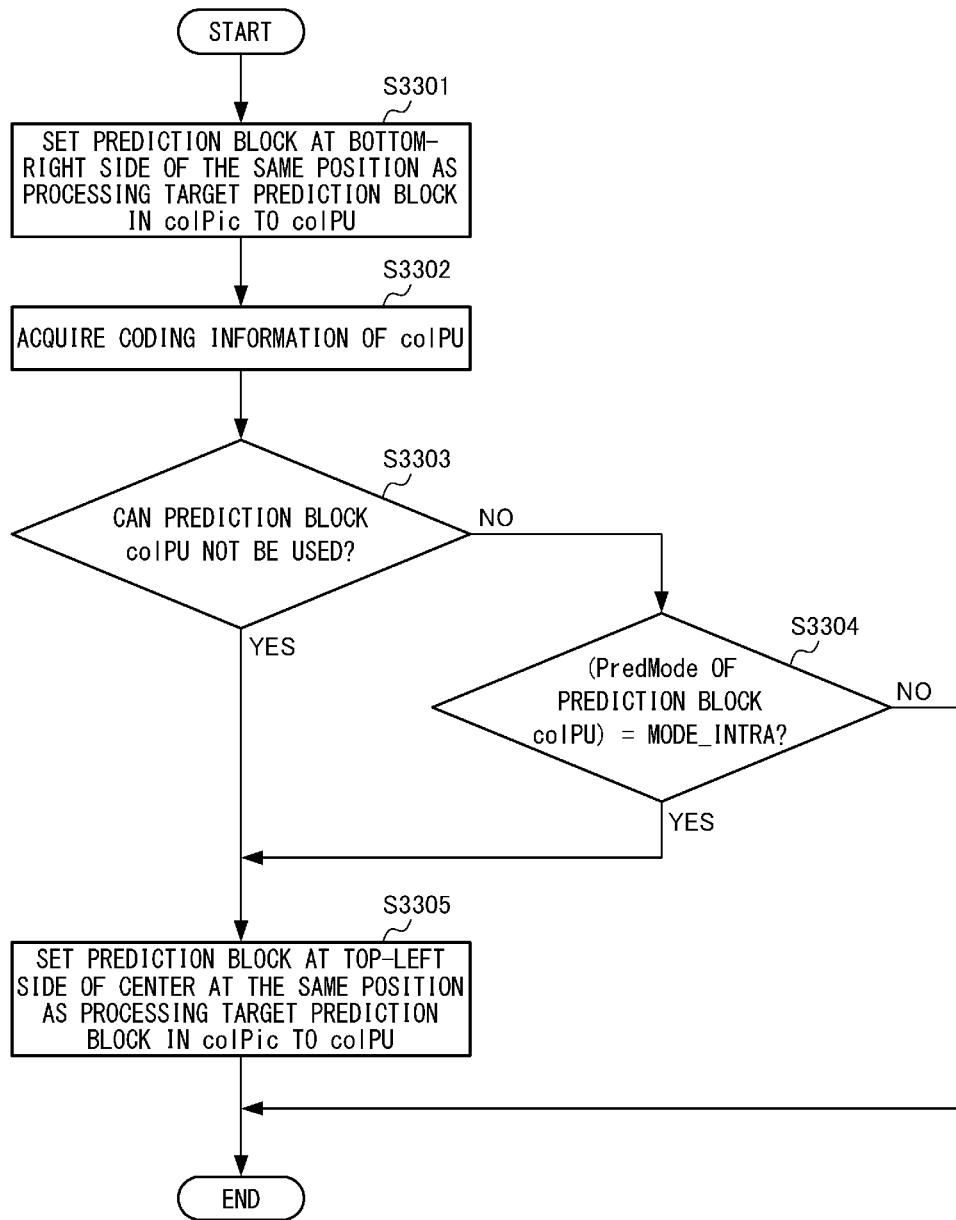 START
S3301
SET PREDICTION BLOCK AT BOTTOM-
RIGHT SIDE OF THE SAME POSITION AS
PROCESSING TARGET PREDICTION BLOCK
IN colPic TO colPU
S3302
ACQUIRE CODING INFORMATION OF colPU
S3303
CAN PREDICTION BLOCK
colPU NOT BE USED?
NO
YES
S3304
(PredMode OF
PREDICTION BLOCK
colPU) = MODE_INTRA?
NO
YES
S3305
SET PREDICTION BLOCK AT TOP-LEFT
SIDE OF CENTER AT THE SAME POSITION
AS PROCESSING TARGET PREDICTION
BLOCK IN colPic TO colPU
END